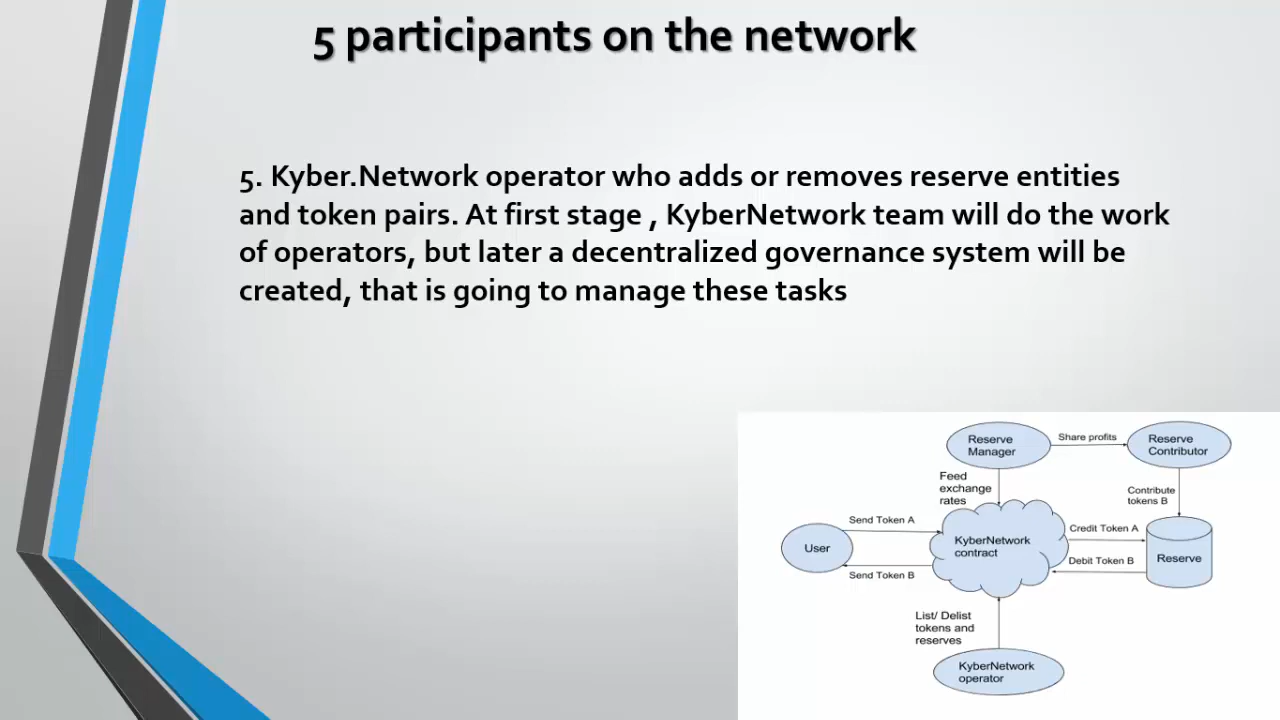 5 participants on the network
5. Kyber.Network operator who adds or removes reserve entities
and token pairs. At first stage , KyberNetwork team will do the work
of operators, but later a decentralized governance system will be
created, that is going to manage these tasks
Reserve
Manager
Share profits
Reserve
Contributor
Feed
exchange
rates
Contribute
tokens B
User
Send Token A
Send Token B
KyberNetwork
contract
Credit Token A
Debit Token B
Reserve
List/ Delist
tokens and
reserves
KyberNetwork
operator